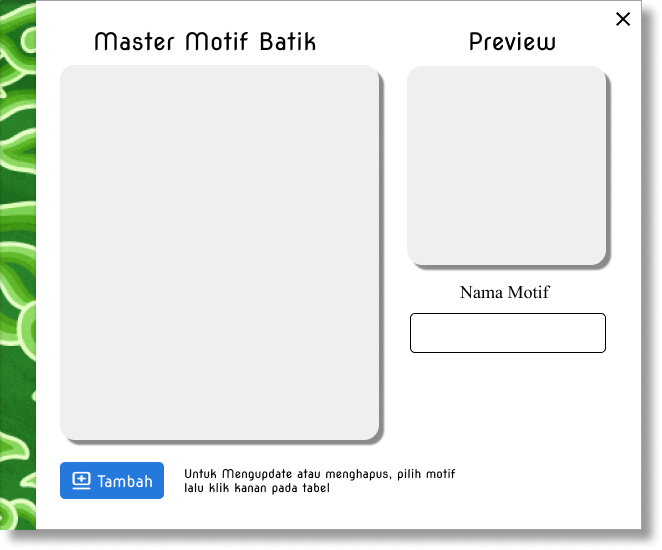 Master Motif Batik
Preview
Nama Motif
Tambah
Untuk Mengupdate atau menghapus, pilih motif
lalu klik kanan pada tabel